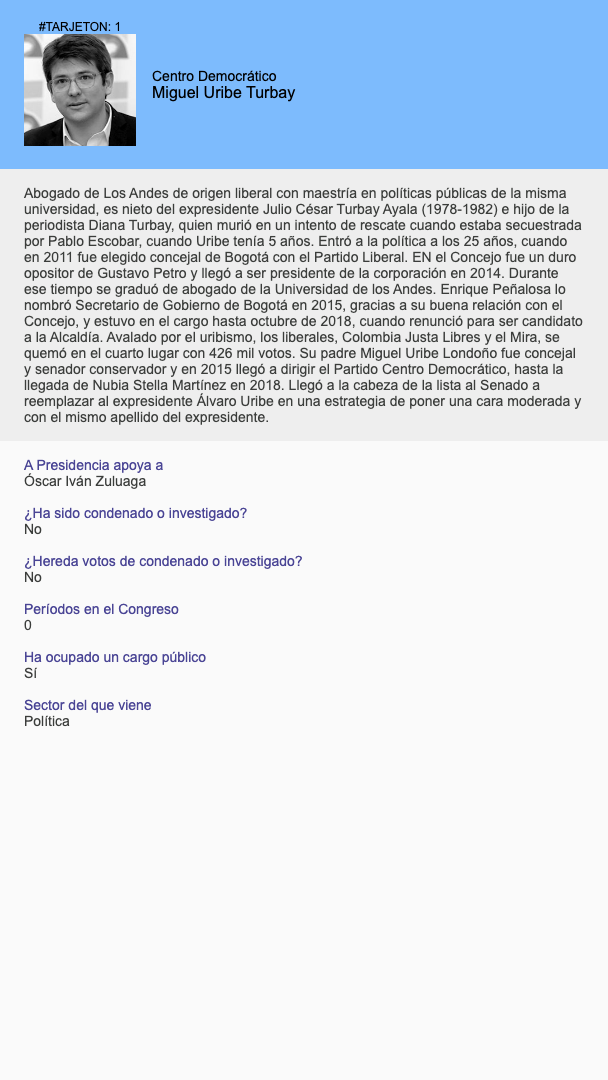 #TARJETON: 1
Centro Democrático
Miguel Uribe Turbay
Abogado de Los Andes de origen liberal con maestría en políticas públicas de la misma
universidad, es nieto del expresidente Julio César Turbay Ayala (1978-1982) e hijo de la
periodista Diana Turbay, quien murió en un intento de rescate cuando estaba secuestrada
por Pablo Escobar, cuando Uribe tenía 5 años. Entró a la política a los 25 años, cuando
en 2011 fue elegido concejal de Bogotá con el Partido Liberal. EN el Concejo fue un duro
opositor de Gustavo Petro y llegó a ser presidente de la corporación en 2014. Durante
ese tiempo se graduó de abogado de la Universidad de los Andes. Enrique Peñalosa lo
nombró Secretario de Gobierno de Bogotá en 2015, gracias a su buena relación con el
Concejo, y estuvo en el cargo hasta octubre de 2018, cuando renunció para ser candidato
a la Alcaldía. Avalado por el uribismo, los liberales, Colombia Justa Libres y el Mira, se
quemó en el cuarto lugar con 426 mil votos. Su padre Miguel Uribe Londoño fue concejal
y senador conservador y en 2015 llegó a dirigir el Partido Centro Democrático, hasta la
llegada de Nubia Stella Martínez en 2018. Llegó a la cabeza de la lista al Senado a
reemplazar al expresidente Álvaro Uribe en una estrategia de poner una cara moderada y
con el mismo apellido del expresidente.
A Presidencia apoya a
Óscar Iván Zuluaga
¿Ha sido condenado o investigado?
No
¿Hereda votos de condenado o investigado?
No
Períodos en el Congreso
0
Ha ocupado un cargo público
Sí
Sector del que viene
Política